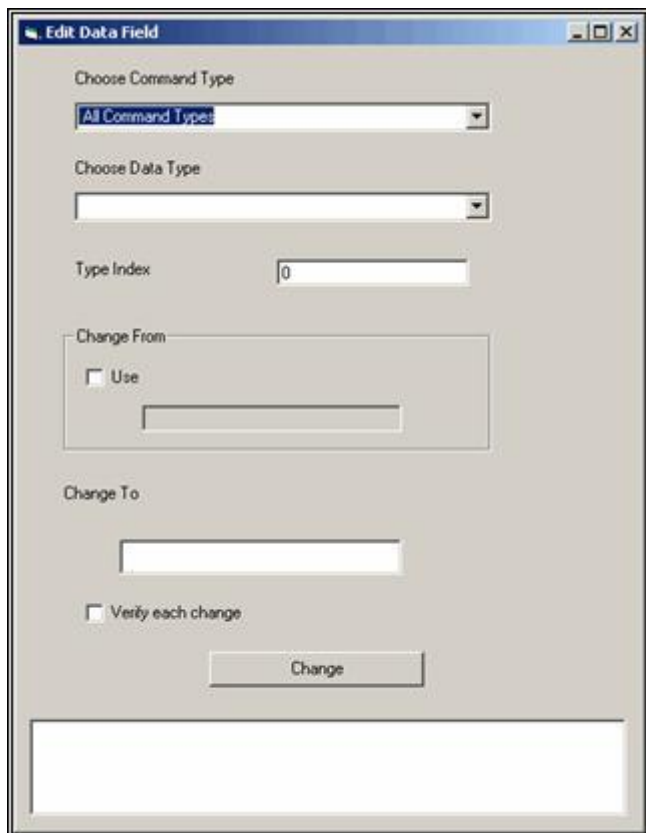 Edit Data Field
Choose Command Type
All Command Types
Choose Data Type
Type Index
0
Change From
Use
Change To
Verify each change
Change